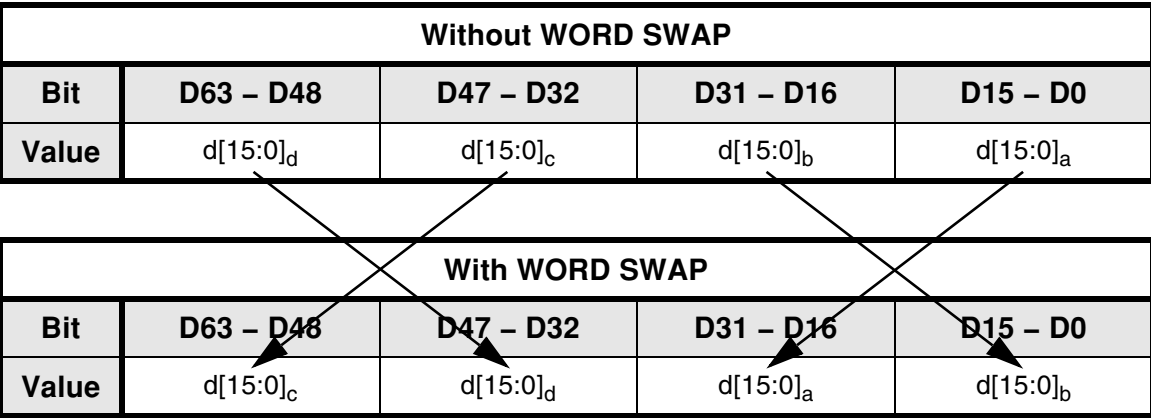 Without WORD SWAP
Bit D63 – D48 D47 – D32 D31 – D16 D15 – D0
Value d[15:0]d d[15:0]c d[15:0]b d[15:0]a
With WORD SWAP
Bit D63 – D48 D47 – D32 D31 – D16 D15 – D0
Value d[15:0]c d[15:0]d d[15:0]a d[15:0]b